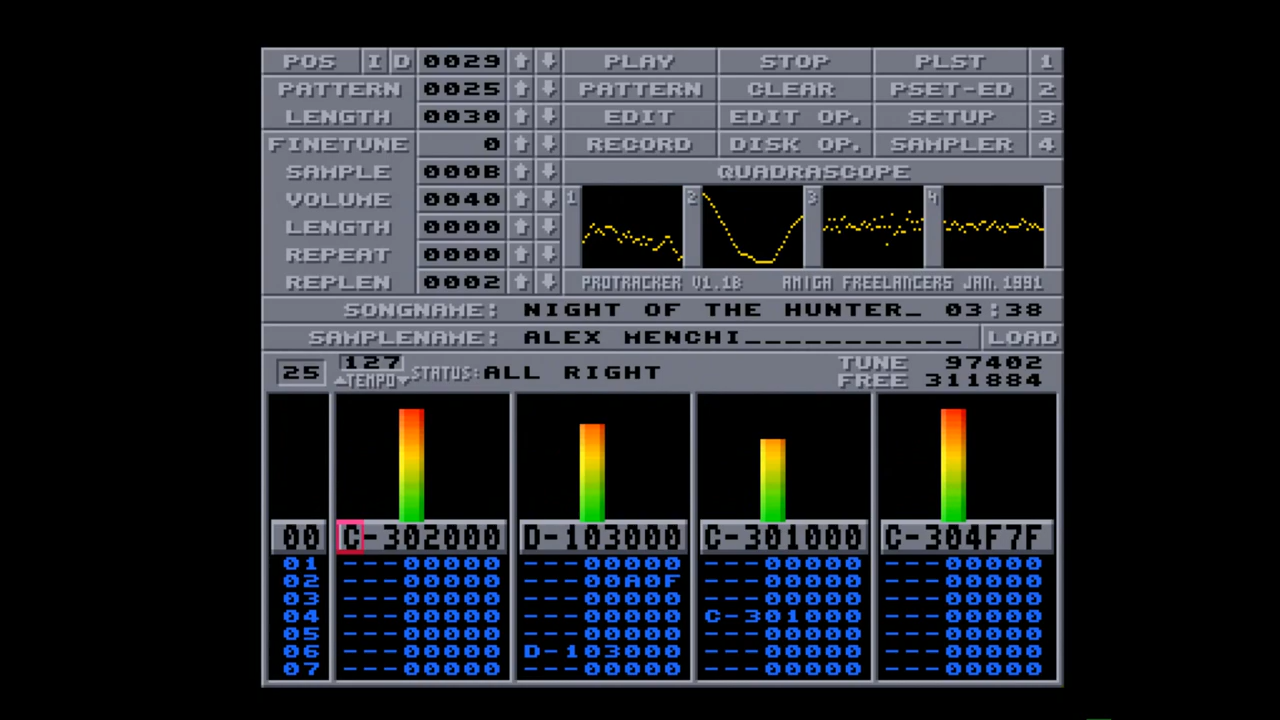 POS I D 0029 PLAY STOP PLST 1
PATTERN 0025 PATTERN CLEAR PSET-ED 2
LENGTH 0030 EDIT EDIT OP. SETUP 3
FINETUNE 0 RECORD DISK OP. SAMPLER 4
SAMPLE 000B QUADRASCOPE
VOLUME 0040 1 2 3 4
LENGTH 0000
REPEAT 0000
REPLEN 0002 PROTRACKER V1.1B AMIGA FREELANCERS JAN.1991
SONGNAME: NIGHT OF THE HUNTER_ 03:38
SAMPLENAME: ALEX MENCHI____________ LOAD
25 127 TEMPO STATUS:ALL RIGHT TUNE 97402
FREE 311884
00 C-302000 D-103000 C-301000 C-304F7F
01 ---00000 ---00000 ---00000 ---00000
02 ---00000 ---00A0F ---00000 ---00000
03 ---00000 ---00000 ---00000 ---00000
04 ---00000 ---00000 C-301000 ---00000
05 ---00000 ---00000 ---00000 ---00000
06 ---00000 D-103000 ---00000 ---00000
07 ---00000 ---00000 ---00000 ---00000